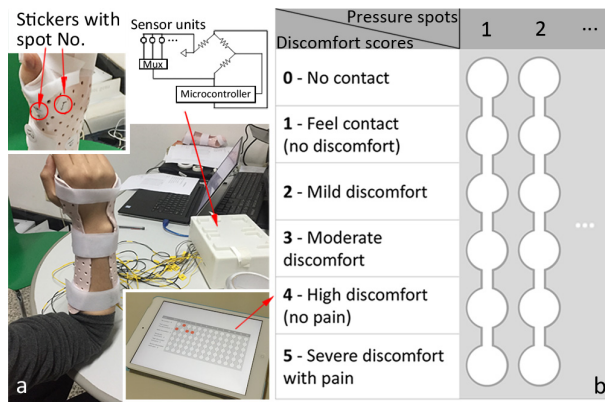 Stickers with
spot No.
Sensor units
Mux
Microcontroller
a
Pressure spots
Discomfort scores
1 2 ...
0 - No contact
1 - Feel contact
(no discomfort)
2 - Mild discomfort
3 - Moderate
discomfort
4 - High discomfort
(no pain)
5 - Severe discomfort
with pain
...
b